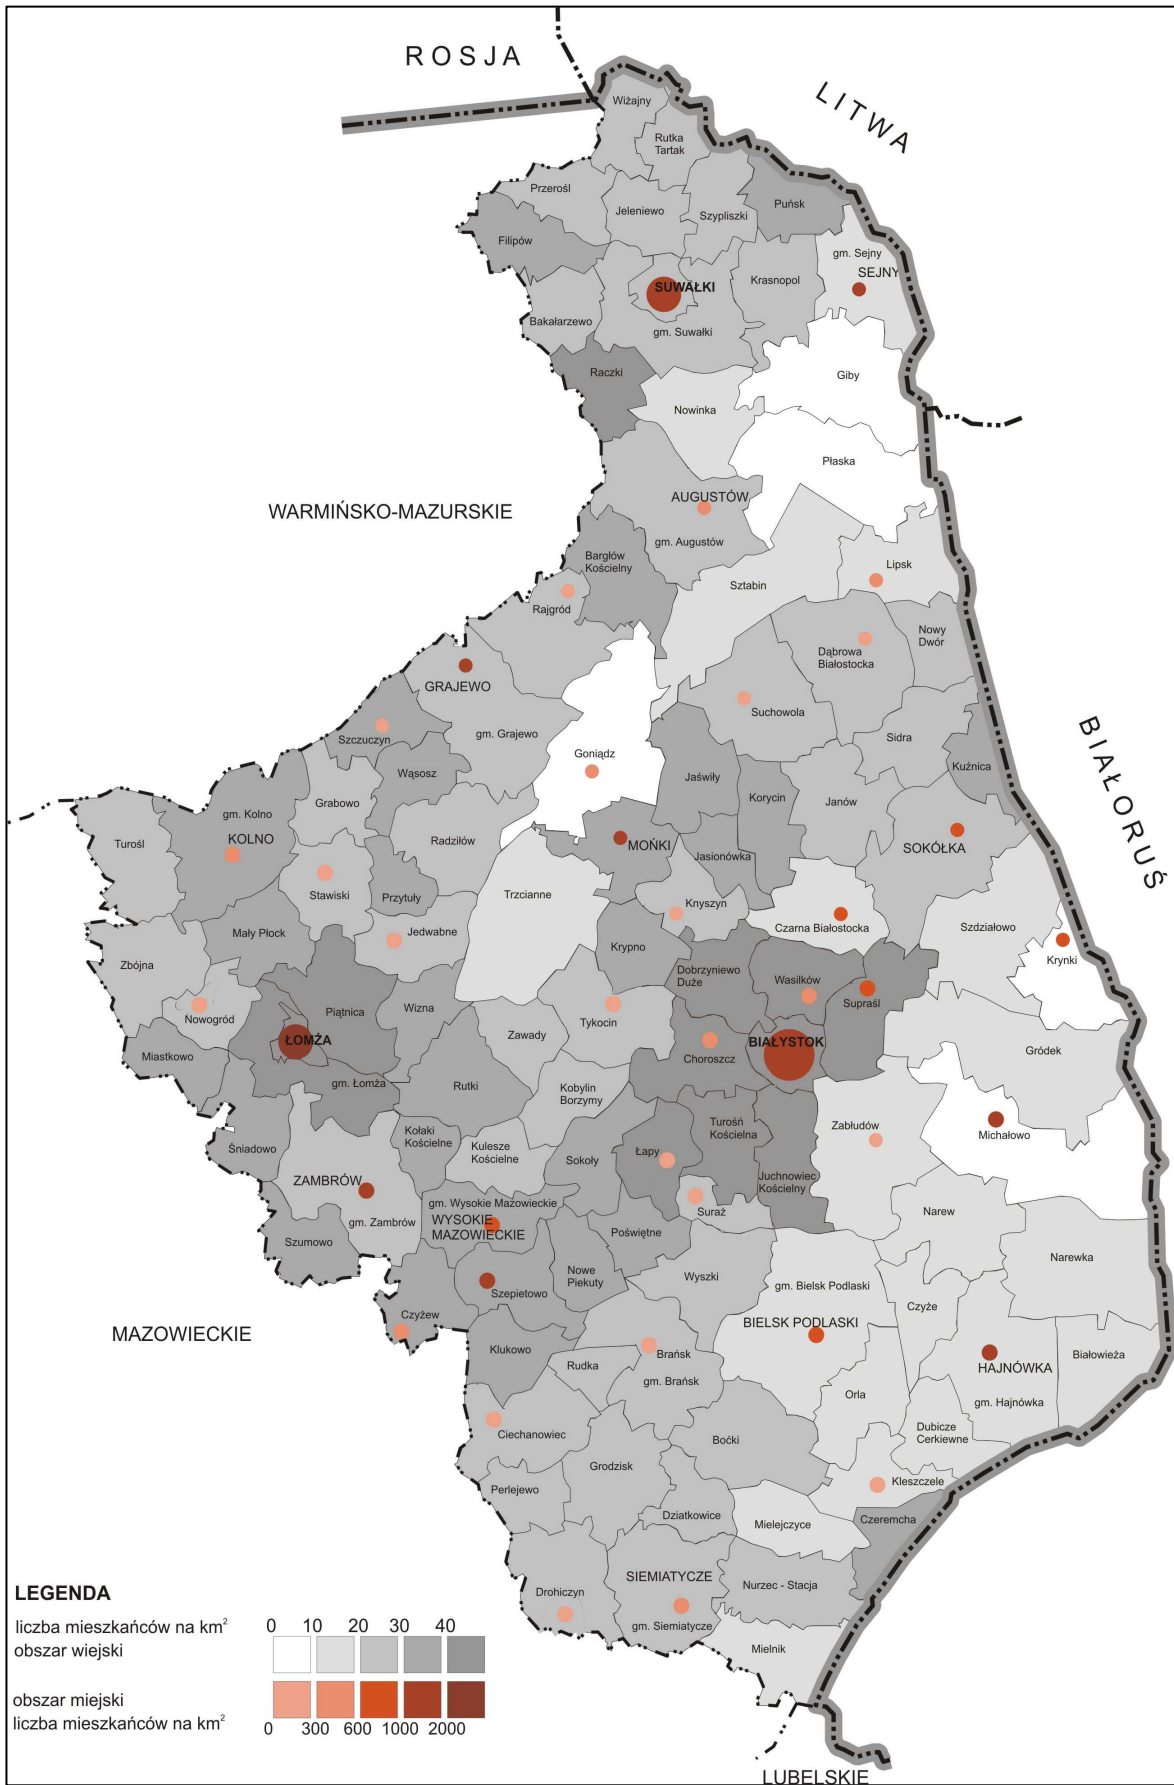 ROSJA
LITWA
Wiżajny
Rutka
Tartak
Przerośl
Jeleniewo
Szypliszki
Puńsk
Filipów
gm. Sejny
SEJNY
Krasnopol
SUWAŁKI
Bakałarzewo
gm. Suwałki
Raczki
Giby
Nowinka
Płaska
AUGUSTÓW
WARMIŃSKO-MAZURSKIE
gm. Augustów
Bargłów
Kościelny
Lipsk
Sztabin
Rajgród
Nowy
Dwór
Dąbrowa
Białostocka
GRAJEWO
Suchowola
BIAŁORUŚ
Szczuczyn
gm. Grajewo
Sidra
Goniądz
Kuźnica
Wąsosz
Jaświły
Korycin
Janów
Grabowo
gm. Kolno
KOLNO
Turośl
Radziłów
MOŃKI
SOKÓŁKA
Jasionówka
Stawiski
Przytuły
Trzcianne
Knyszyn
Czarna Białostocka
Szdziałowo
Mały Płock
Jedwabne
Krypno
Krynki
Zbójna
Dobrzyniewo
Duże
Wasilków
Supraśl
Nowogród
Piątnica
Wizna
Zawady
Tykocin
ŁOMŻA
BIAŁYSTOK
Gródek
Miastkowo
Choroszcz
gm. Łomża
Rutki
Kobylin
Borzymy
Turośń
Kościelna
Zabłudów
Michałowo
Kołaki
Kościelne
Śniadowo
Kulesze
Kościelne
Sokoły
Łapy
Juchnowiec
Kościelny
ZAMBRÓW
gm. Wysokie Mazowieckie
WYSOKIE
MAZOWIECKIE
Suraż
Narew
gm. Zambrów
Poświętne
Szumowo
Narewka
Nowe
Piekuty
Wyszki
gm. Bielsk Podlaski
Szepietowo
Czyże
Czyżew
BIELSK PODLASKI
MAZOWIECKIE
Klukowo
Brańsk
Białowieża
Rudka
HAJNÓWKA
gm. Brańsk
Orla
gm. Hajnówka
Ciechanowiec
Dubicze
Cerkiewne
Boćki
Grodzisk
Kleszczele
Perlejewo
Dziatkowice
Mielejczyce
Czeremcha
SIEMIATYCZE
Nurzec - Stacja
Drohiczyn
gm. Siemiatycze
Mielnik
LEGENDA
liczba mieszkańców na km²
obszar wiejski
0 10 20 30 40
obszar miejski
liczba mieszkańców na km²
0 300 600 1000 2000
LUBELSKIE